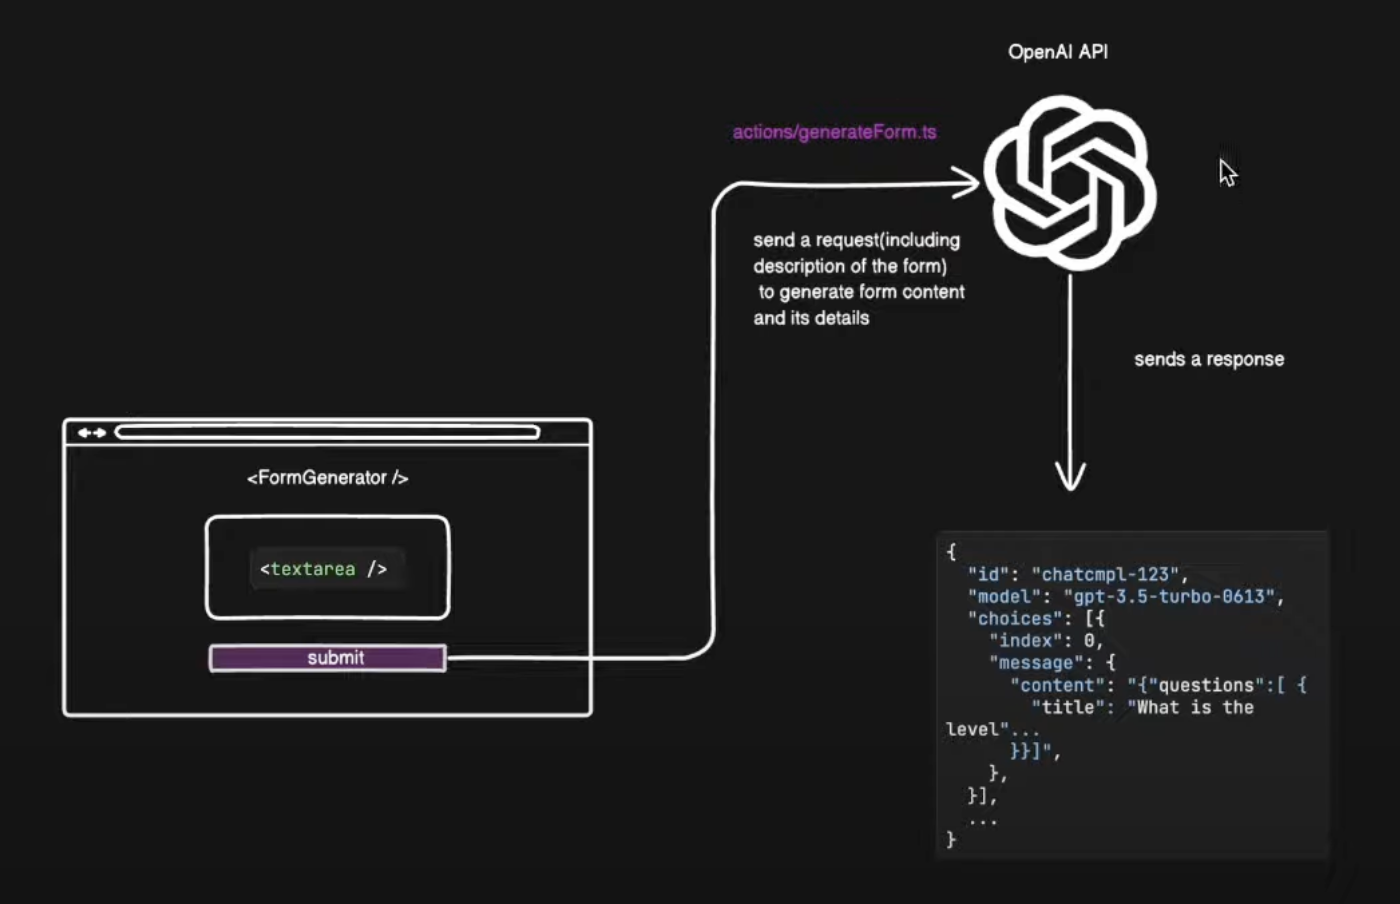 OpenAI API
actions/generateForm.ts
send a request(including
description of the form)
to generate form content
and its details
sends a response
<FormGenerator />
<textarea />
submit
{
"id": "chatcmpl-123",
"model": "gpt-3.5-turbo-0613",
"choices": [{
"index": 0,
"message": {
"content": "{"questions":[ {
"title": "What is the
level"...
}}]",
},
}],
...
}